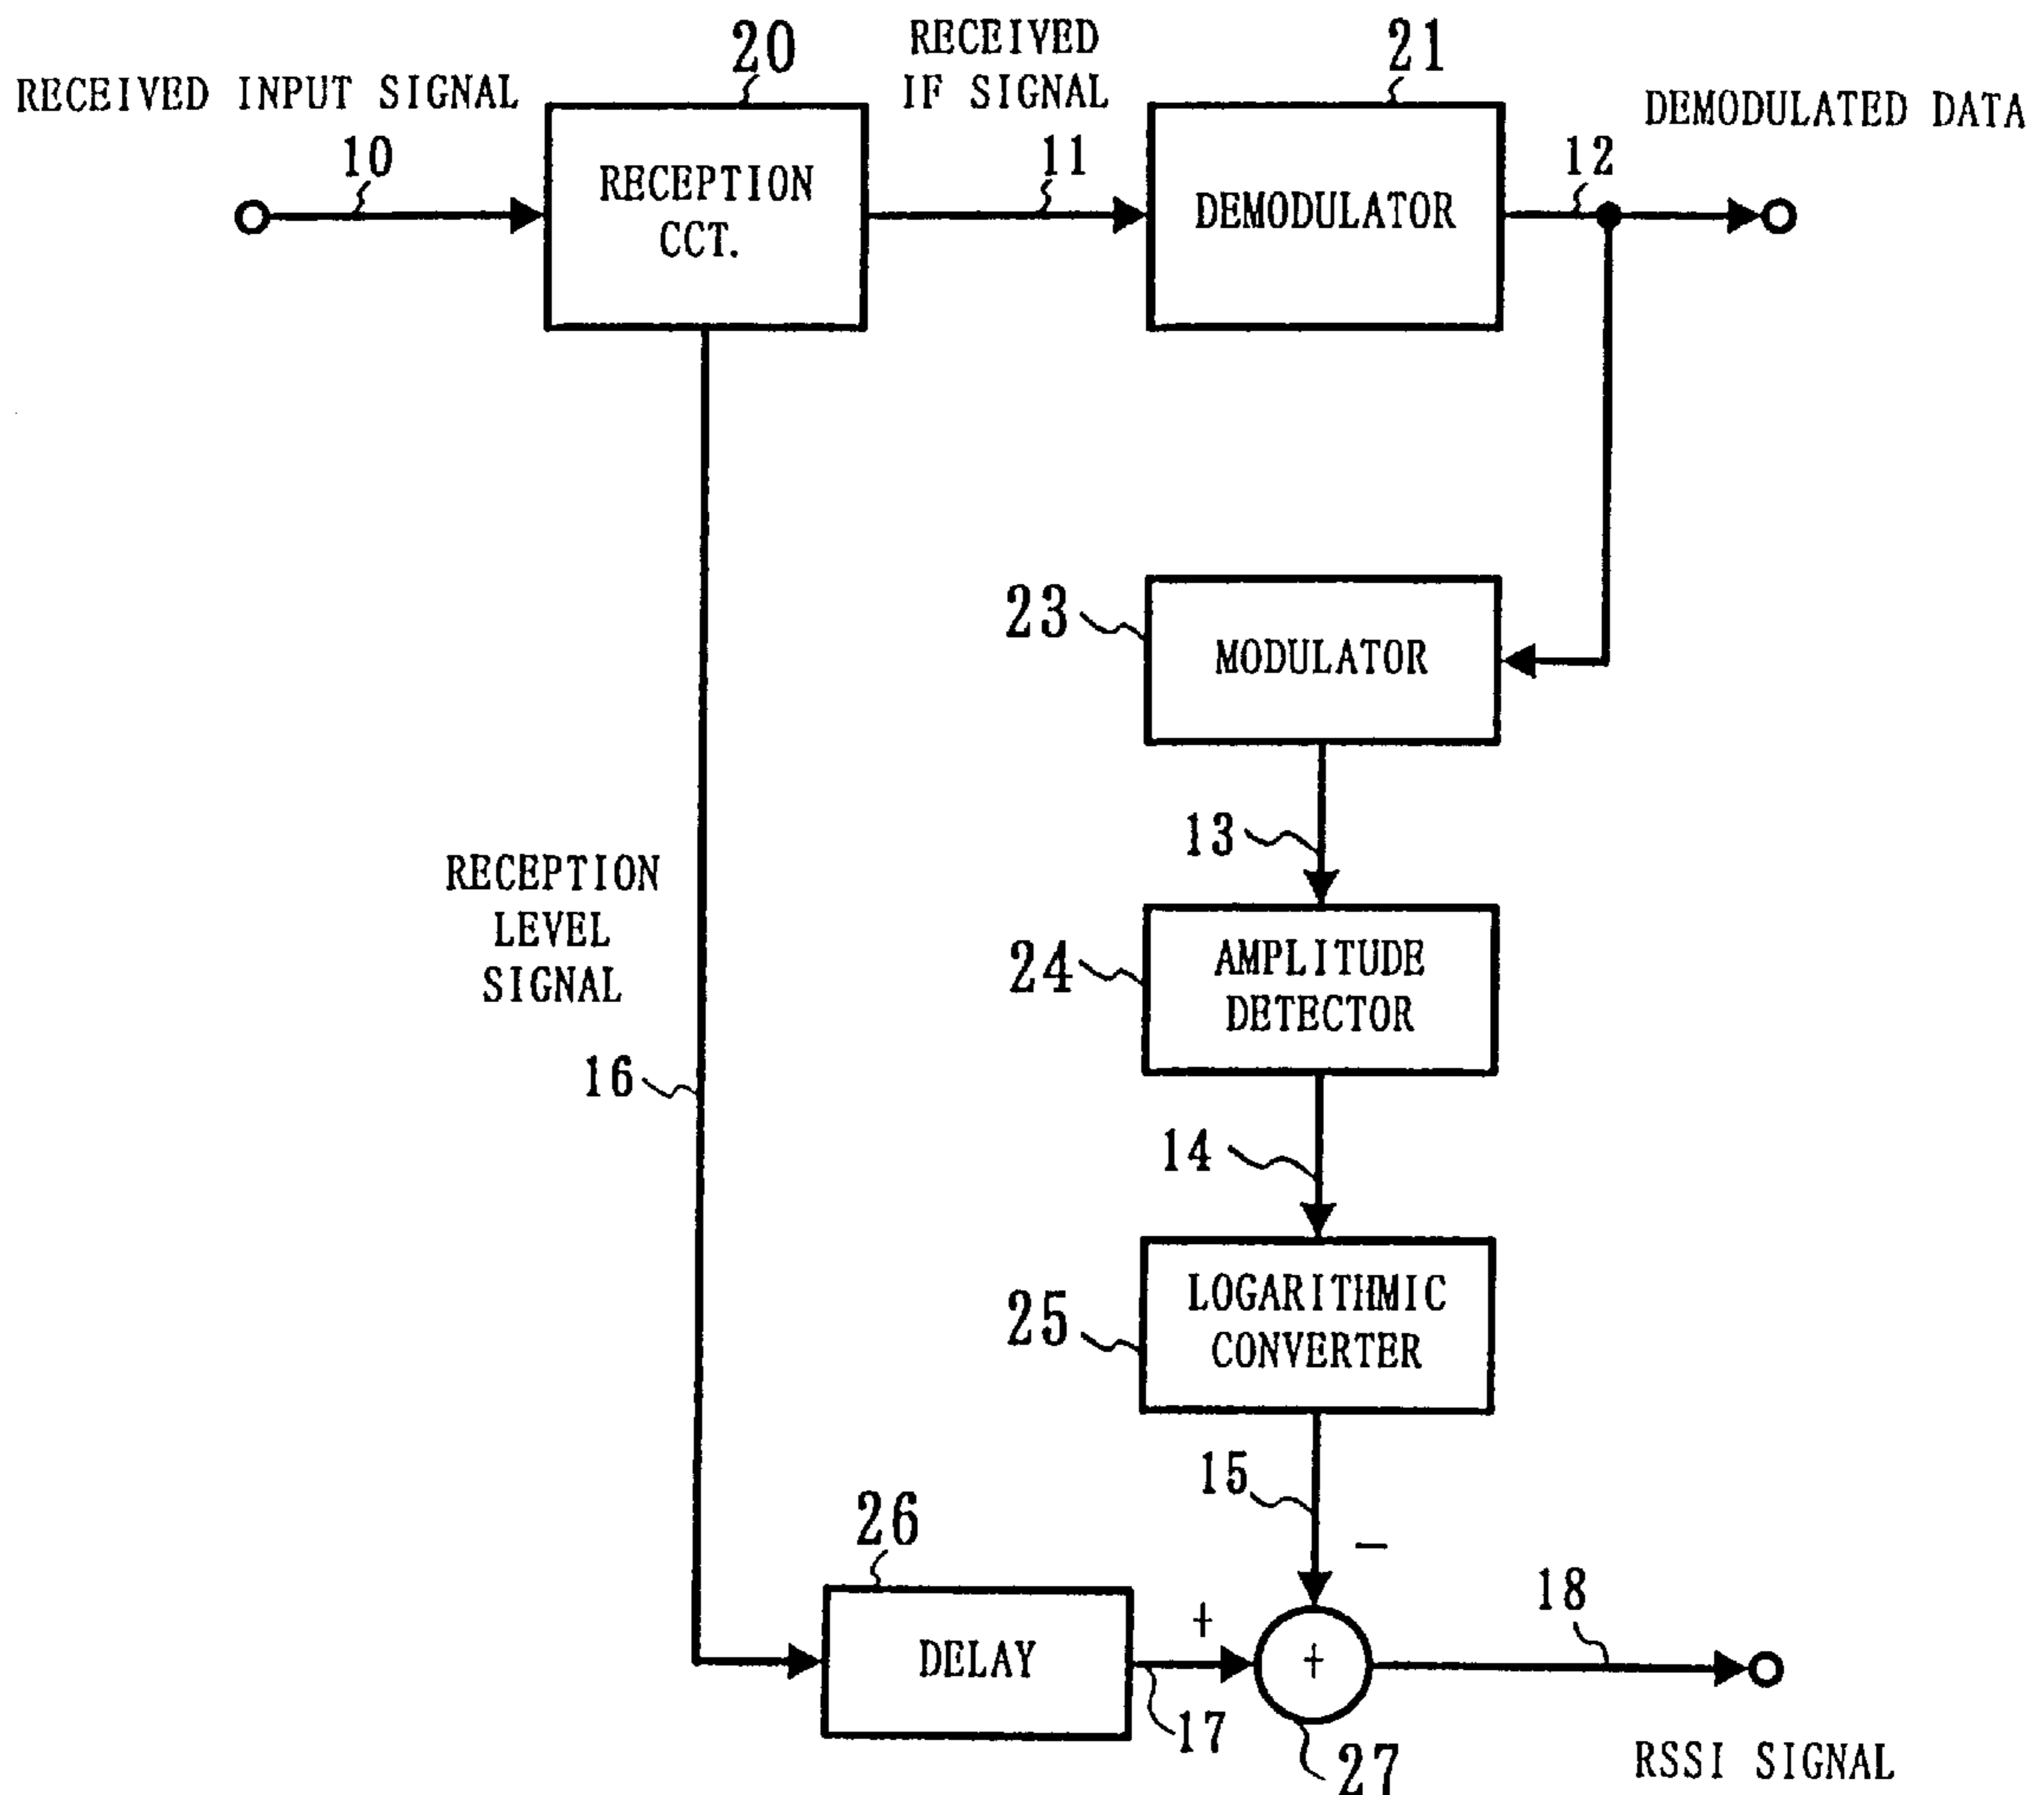 20
RECEIVED
IF SIGNAL
21
RECEIVED INPUT SIGNAL
DEMODULATED DATA
10
11
12
RECEPTION
CCT.
DEMODULATOR
23
MODULATOR
13
RECEPTION
LEVEL
SIGNAL
24
AMPLITUDE
DETECTOR
16
14
25
LOGARITHMIC
CONVERTER
15
−
26
DELAY
+
+
18
17
27
RSSI SIGNAL